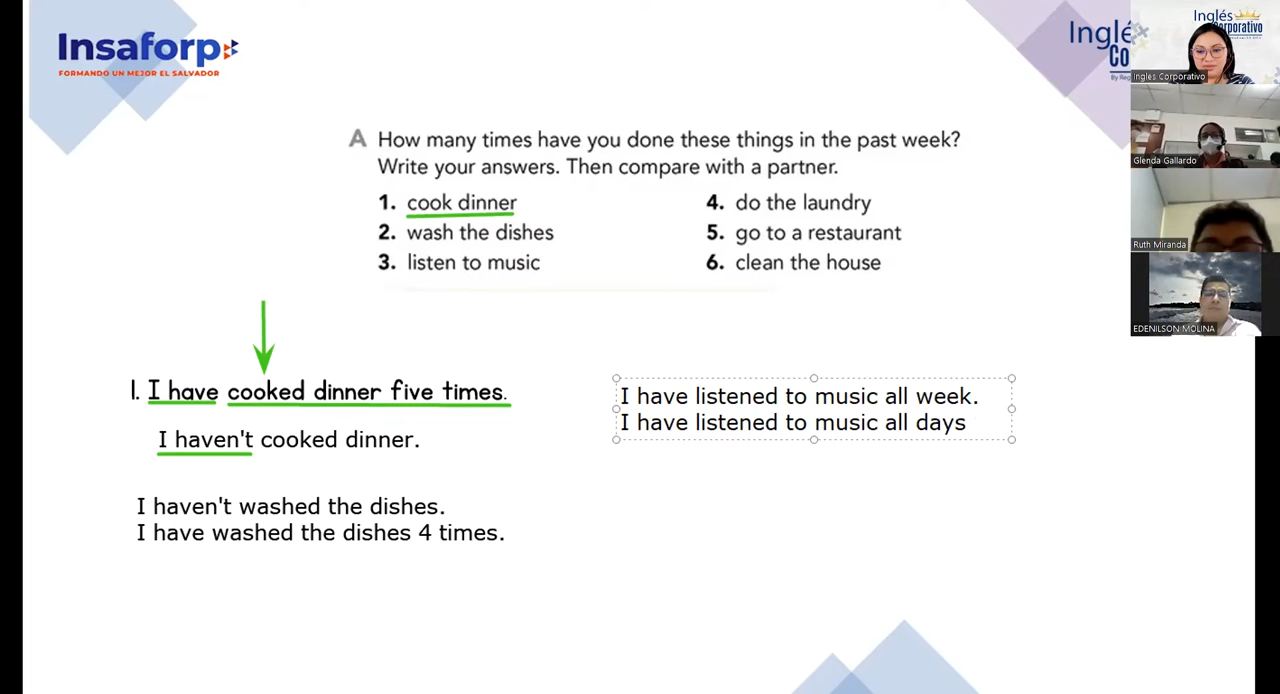 Insaforp
FORMANDO UN MEJOR EL SALVADOR
Inglés
Corporativo
Ingles Corporativo
Glenda Gallardo
Ruth Miranda
EDENILSON MOLINA
A How many times have you done these things in the past week?
Write your answers. Then compare with a partner.
1. cook dinner
2. wash the dishes
3. listen to music
4. do the laundry
5. go to a restaurant
6. clean the house
1. I have cooked dinner five times.
I haven't cooked dinner.
I haven't washed the dishes.
I have washed the dishes 4 times.
I have listened to music all week.
I have listened to music all days